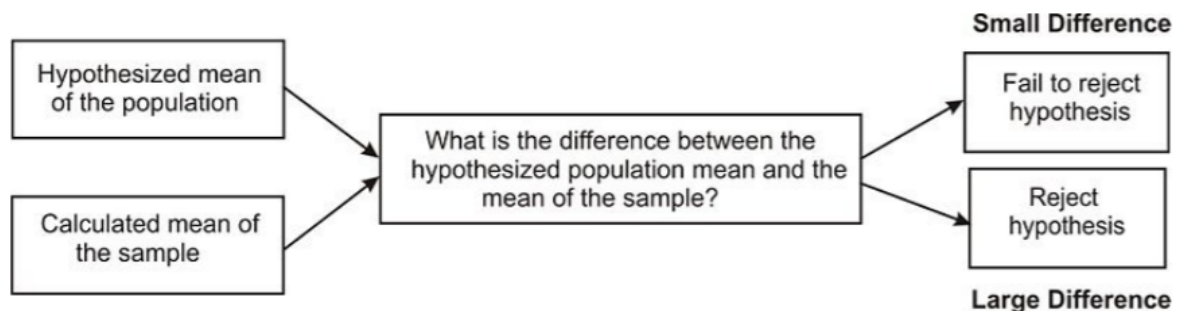 Hypothesized mean
of the population
Calculated mean of
the sample
What is the difference between the
hypothesized population mean and the
mean of the sample?
Small Difference
Fail to reject
hypothesis
Reject
hypothesis
Large Difference